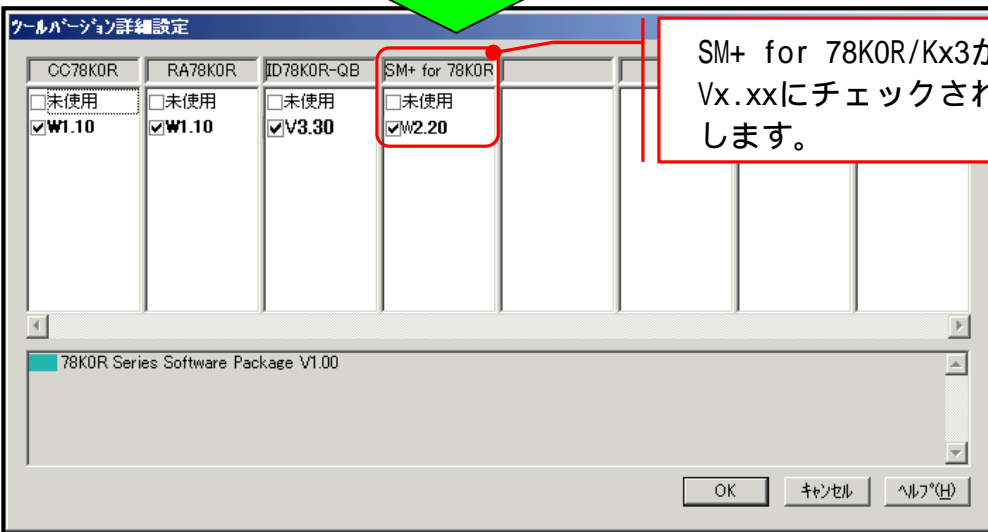 ツールバージョン詳細設定
SM+ for 78K0R/Kx3が
Vx.xxにチェックされ
します。
CC78K0R RA78K0R ID78K0R-QB SM+ for 78K0R
□未使用 □未使用 □未使用 □未使用
☑W1.10 ☑W1.10 ☑V3.30 ☑W2.20
78K0R Series Software Package V1.00
OK キャンセル ヘルプ(H)